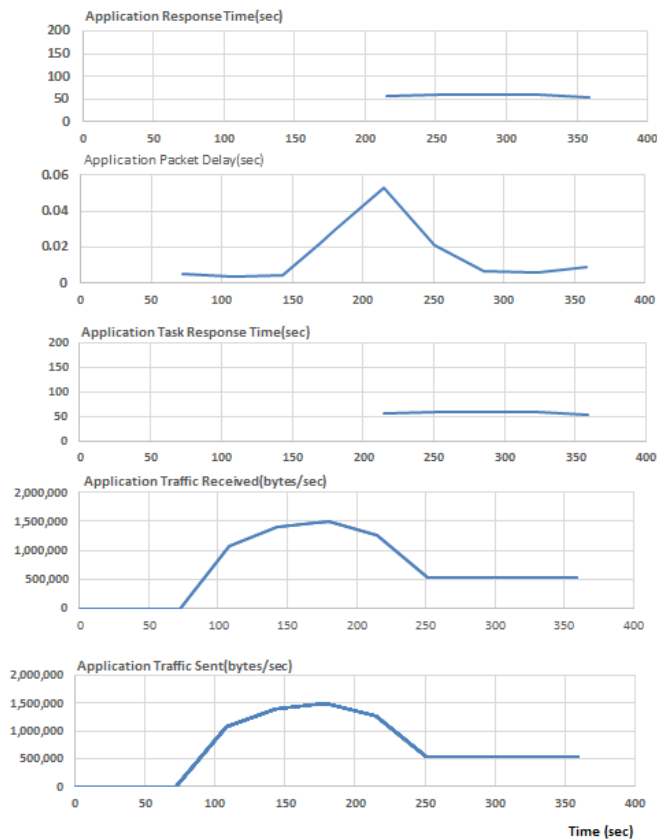 Application Response Time(sec)
200
150
100
50
0
0 50 100 150 200 250 300 350 400
Application Packet Delay(sec)
0.06
0.04
0.02
0
0 50 100 150 200 250 300 350 400
Application Task Response Time(sec)
200
150
100
50
0
0 50 100 150 200 250 300 350 400
Application Traffic Received(bytes/sec)
2,000,000
1,500,000
1,000,000
500,000
0
0 50 100 150 200 250 300 350 400
Application Traffic Sent(bytes/sec)
2,000,000
1,500,000
1,000,000
500,000
0
0 50 100 150 200 250 300 350 400
Time (sec)